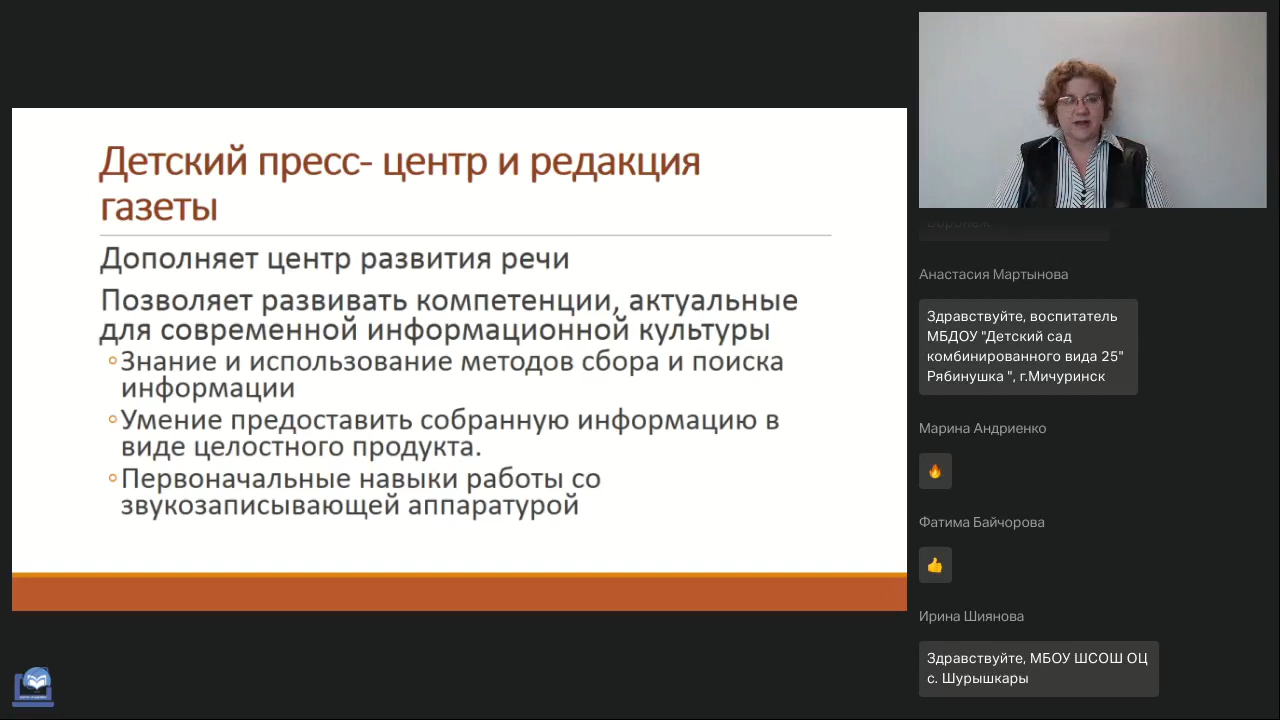 Детский пресс- центр и редакция
газеты
Дополняет центр развития речи
Позволяет развивать компетенции, актуальные
для современной информационной культуры
Знание и использование методов сбора и поиска
информации
Умение предоставить собранную информацию в
виде целостного продукта.
Первоначальные навыки работы со
звукозаписывающей аппаратурой
Воронеж
Анастасия Мартынова
Здравствуйте, воспитатель
МБДОУ "Детский сад
комбинированного вида 25"
Рябинушка ", г.Мичуринск
Марина Андриенко
Фатима Байчорова
Ирина Шиянова
Здравствуйте, МБОУ ШСОШ ОЦ
с. Шурышкары